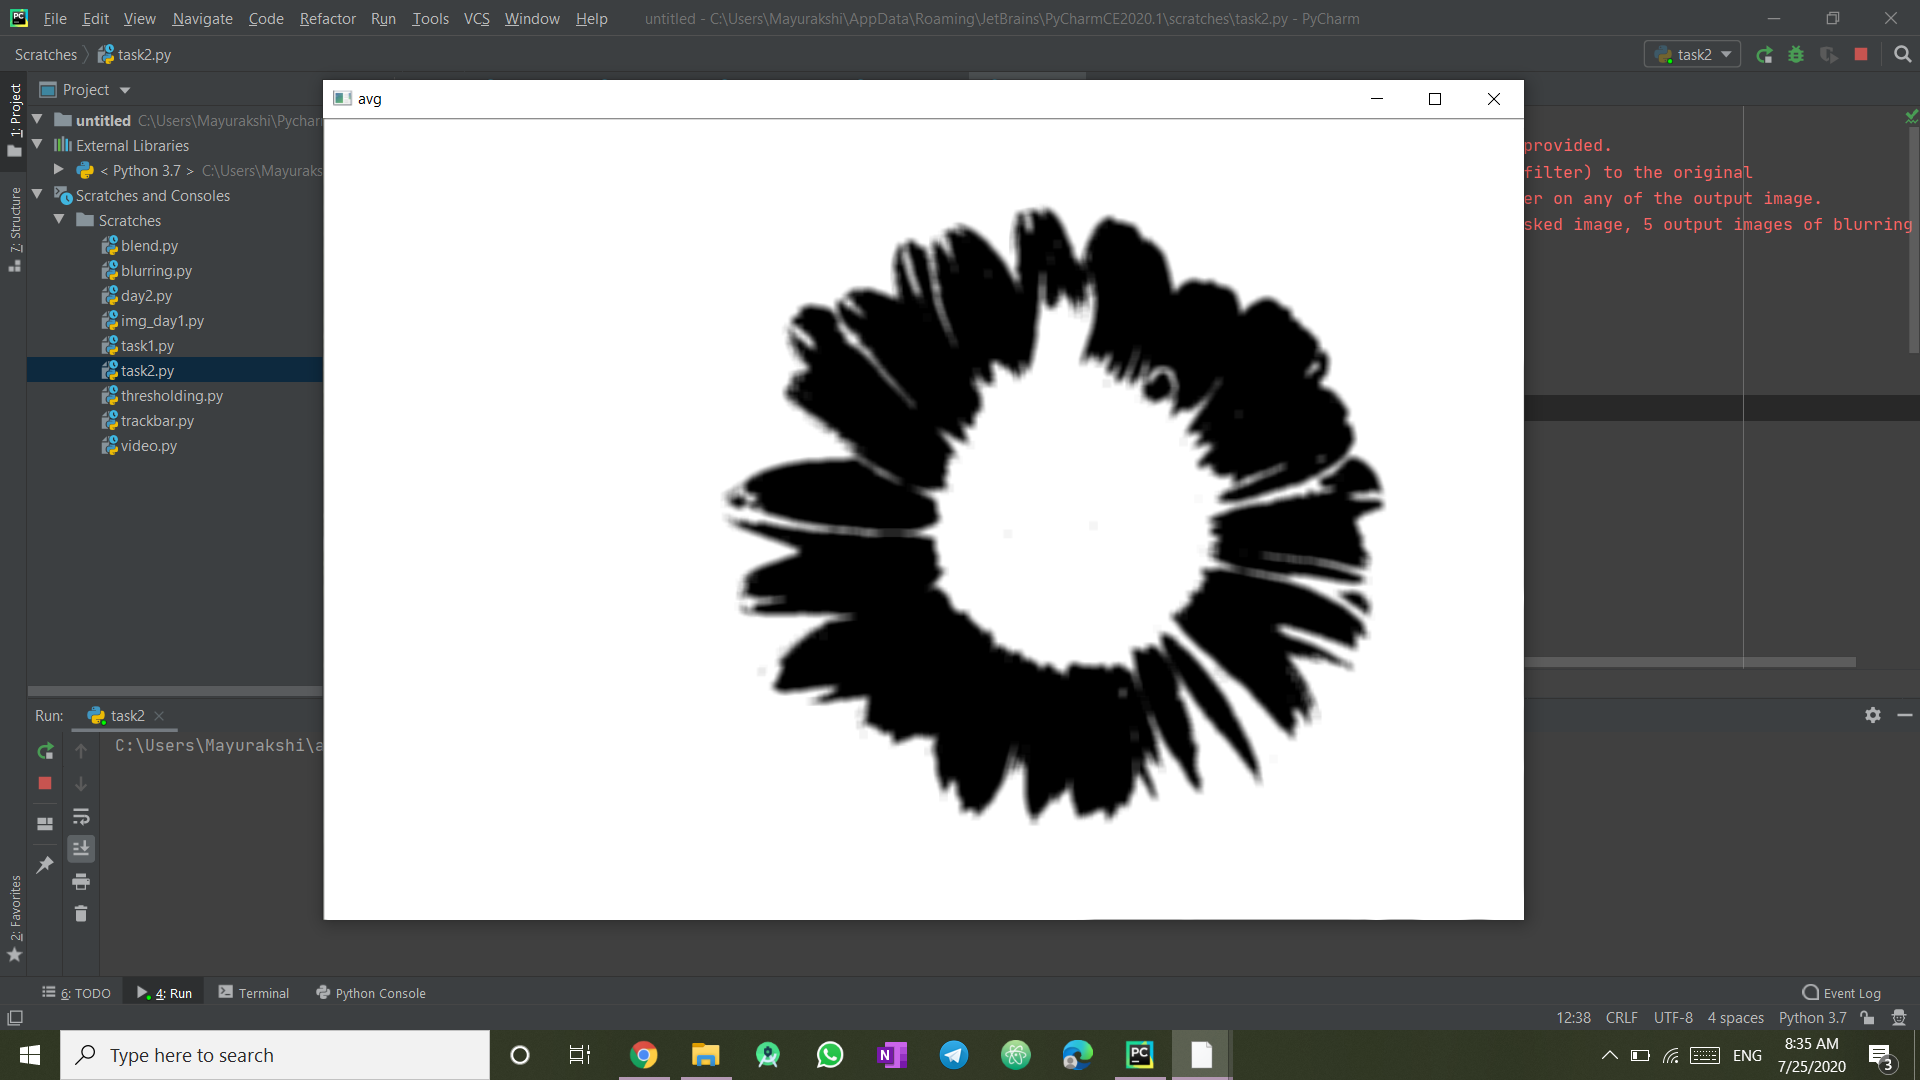 PC File Edit View Navigate Code Refactor Run Tools VCS Window Help untitled - C:\Users\Mayurakshi\AppData\Roaming\JetBrains\PyCharmCE2020.1\scratches\task2.py - PyCharm
Scratches task2.py task2
1: Project
7: Structure
2: Favorites
Project
untitled C:\Users\Mayurakshi\Pychar
External Libraries
< Python 3.7 > C:\Users\Mayuraks
Scratches and Consoles
Scratches
blend.py
blurring.py
day2.py
img_day1.py
task1.py
task2.py
thresholding.py
trackbar.py
video.py
avg
provided.
filter) to the original
er on any of the output image.
sked image, 5 output images of blurring
Run: task2
C:\Users\Mayurakshi\a
6: TODO 4: Run Terminal Python Console Event Log
12:38 CRLF UTF-8 4 spaces Python 3.7
Type here to search N PC ENG 8:35 AM
7/25/2020 3